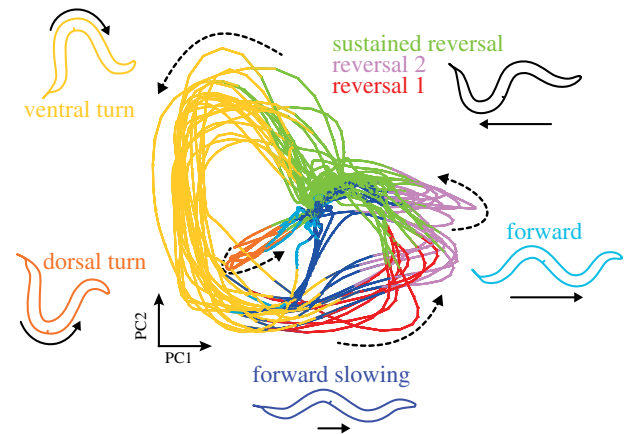 sustained reversal
reversal 2
reversal 1
ventral turn
forward
dorsal turn
PC2
PC1
forward slowing